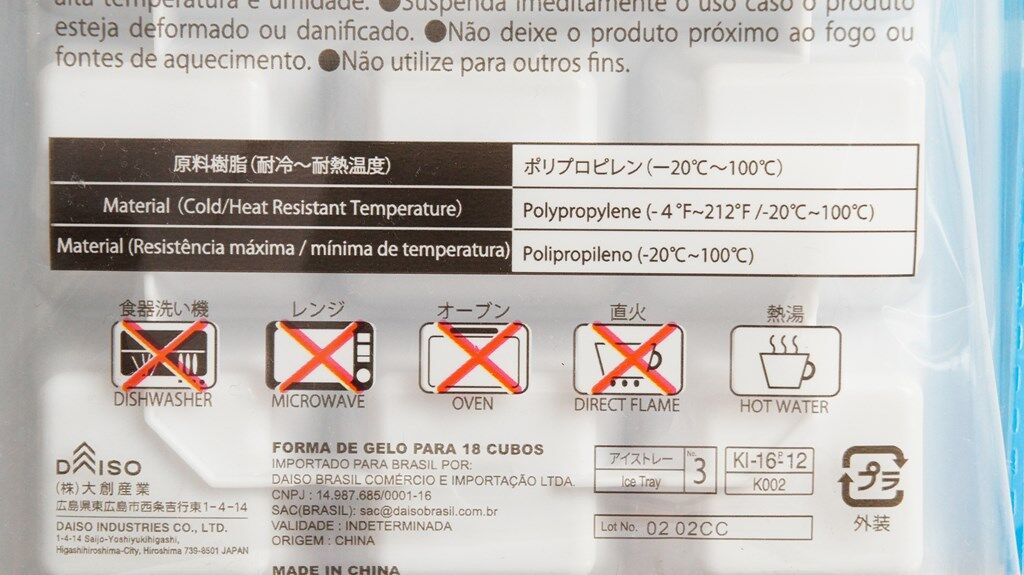 alta temperatura e umidade. ●Suspenda imeditamente o uso caso o produto
esteja deformado ou danificado. ●Não deixe o produto próximo ao fogo ou
fontes de aquecimento. ●Não utilize para outros fins.
原料樹脂(耐冷～耐熱温度) ポリプロピレン(ー20℃～100℃)
Material (Cold/Heat Resistant Temperature) Polypropylene (-4°F~212°F /-20℃~100℃)
Material (Resistência máxima / mínima de temperatura) Polipropileno (-20℃~100℃)
食器洗い機 レンジ オーブン 直火 熱湯
DISHWASHER MICROWAVE OVEN DIRECT FLAME HOT WATER
DAISO
(株)大創産業
広島県東広島市西条吉行東1-4-14
DAISO INDUSTRIES CO., LTD.
1-4-14 Saijo-Yoshiyukihigashi,
Higashihiroshima-City, Hiroshima 739-8501 JAPAN
FORMA DE GELO PARA 18 CUBOS
IMPORTADO PARA BRASIL POR:
DAISO BRASIL COMÉRCIO E IMPORTAÇÃO LTDA.
CNPJ : 14.987.685/0001-16
SAC(BRASIL): sac@daisobrasil.com.br
VALIDADE : INDETERMINADA
ORIGEM : CHINA
MADE IN CHINA
アイストレー
Ice Tray
No.
3
KI-16-P-12
K002
Lot No. 02 02CC
プラ
外装